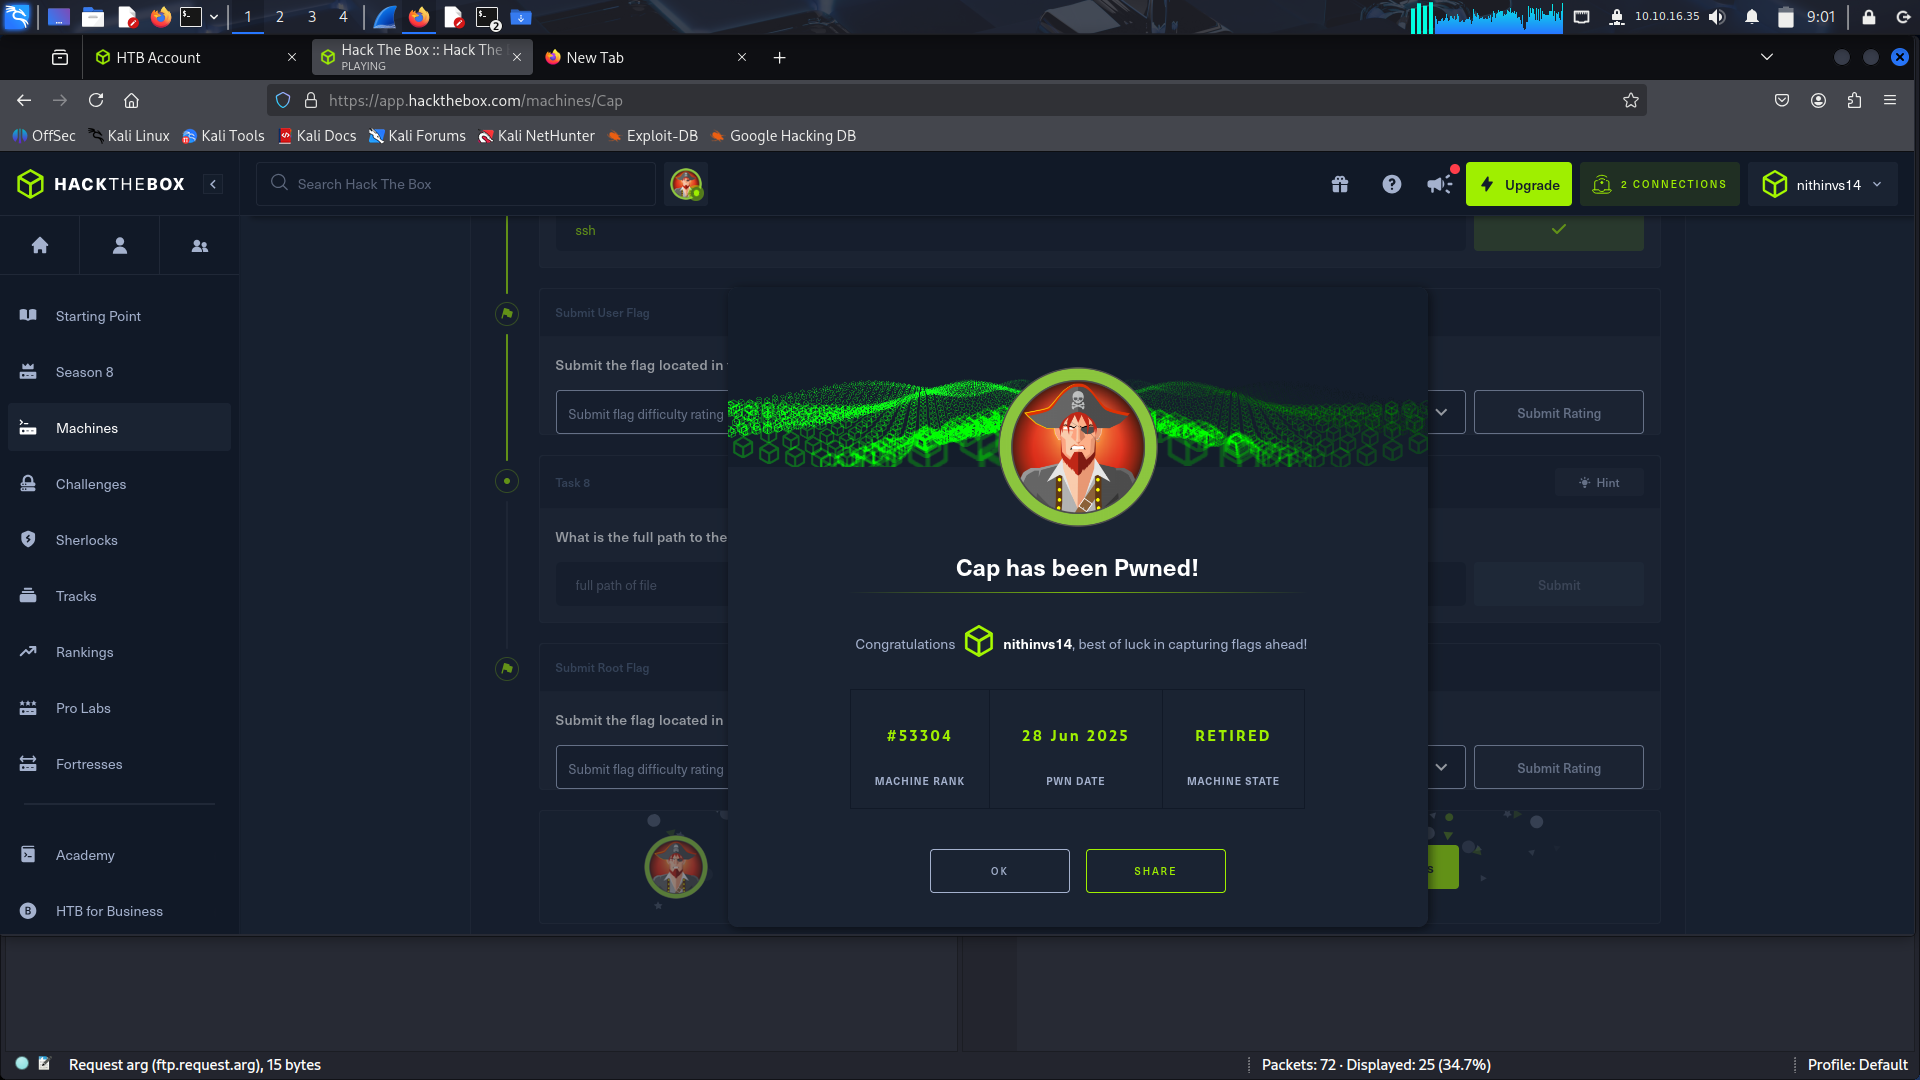 1 2 3 4
2
10.10.16.35
9:01
HTB Account
Hack The Box :: Hack The
PLAYING
New Tab
https://app.hackthebox.com/machines/Cap
OffSec Kali Linux Kali Tools Kali Docs Kali Forums Kali NetHunter Exploit-DB Google Hacking DB
HACKTHEBOX
Search Hack The Box
Upgrade
2 CONNECTIONS
nithinvs14
ssh
Starting Point
Season 8
Machines
Challenges
Sherlocks
Tracks
Rankings
Pro Labs
Fortresses
Academy
HTB for Business
Submit User Flag
Submit the flag located in
Submit flag difficulty rating
Submit Rating
Task 8
Hint
What is the full path to the
full path of file
Submit
Submit Root Flag
Submit the flag located in
Submit flag difficulty rating
Submit Rating
Cap has been Pwned!
Congratulations nithinvs14, best of luck in capturing flags ahead!
#53304
MACHINE RANK
28 Jun 2025
PWN DATE
RETIRED
MACHINE STATE
OK
SHARE
s
Request arg (ftp.request.arg), 15 bytes
Packets: 72 · Displayed: 25 (34.7%)
Profile: Default